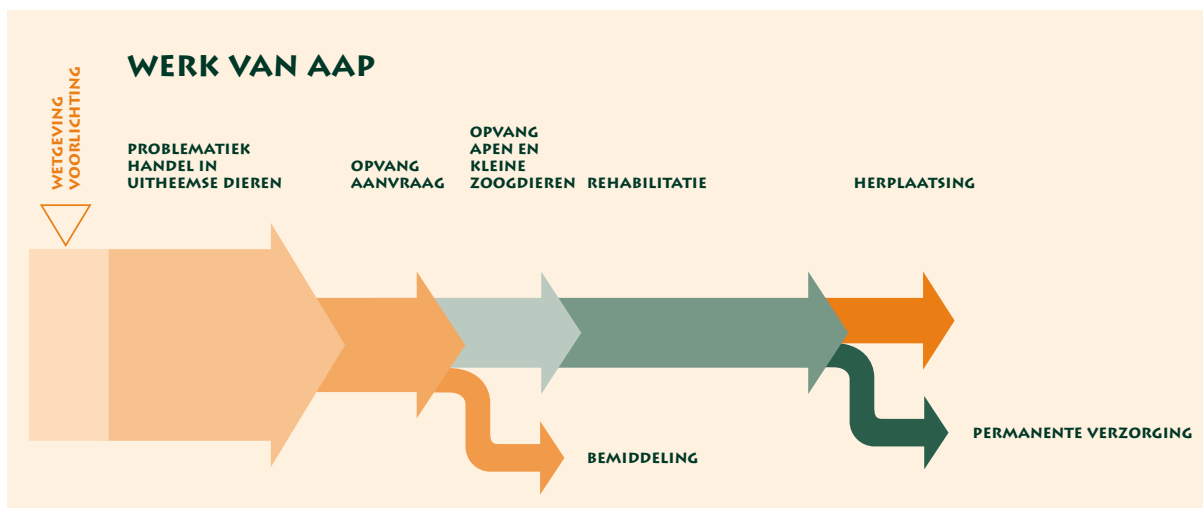 WERK VAN AAP
WETGEVING
VOORLICHTING
PROBLEMATIEK
HANDEL IN
UITHEEMSE DIEREN
OPVANG
AANVRAAG
OPVANG
APEN EN
KLEINE
ZOOGDIEREN
REHABILITATIE
HERPLAATSING
BEMIDDELING
PERMANENTE VERZORGING